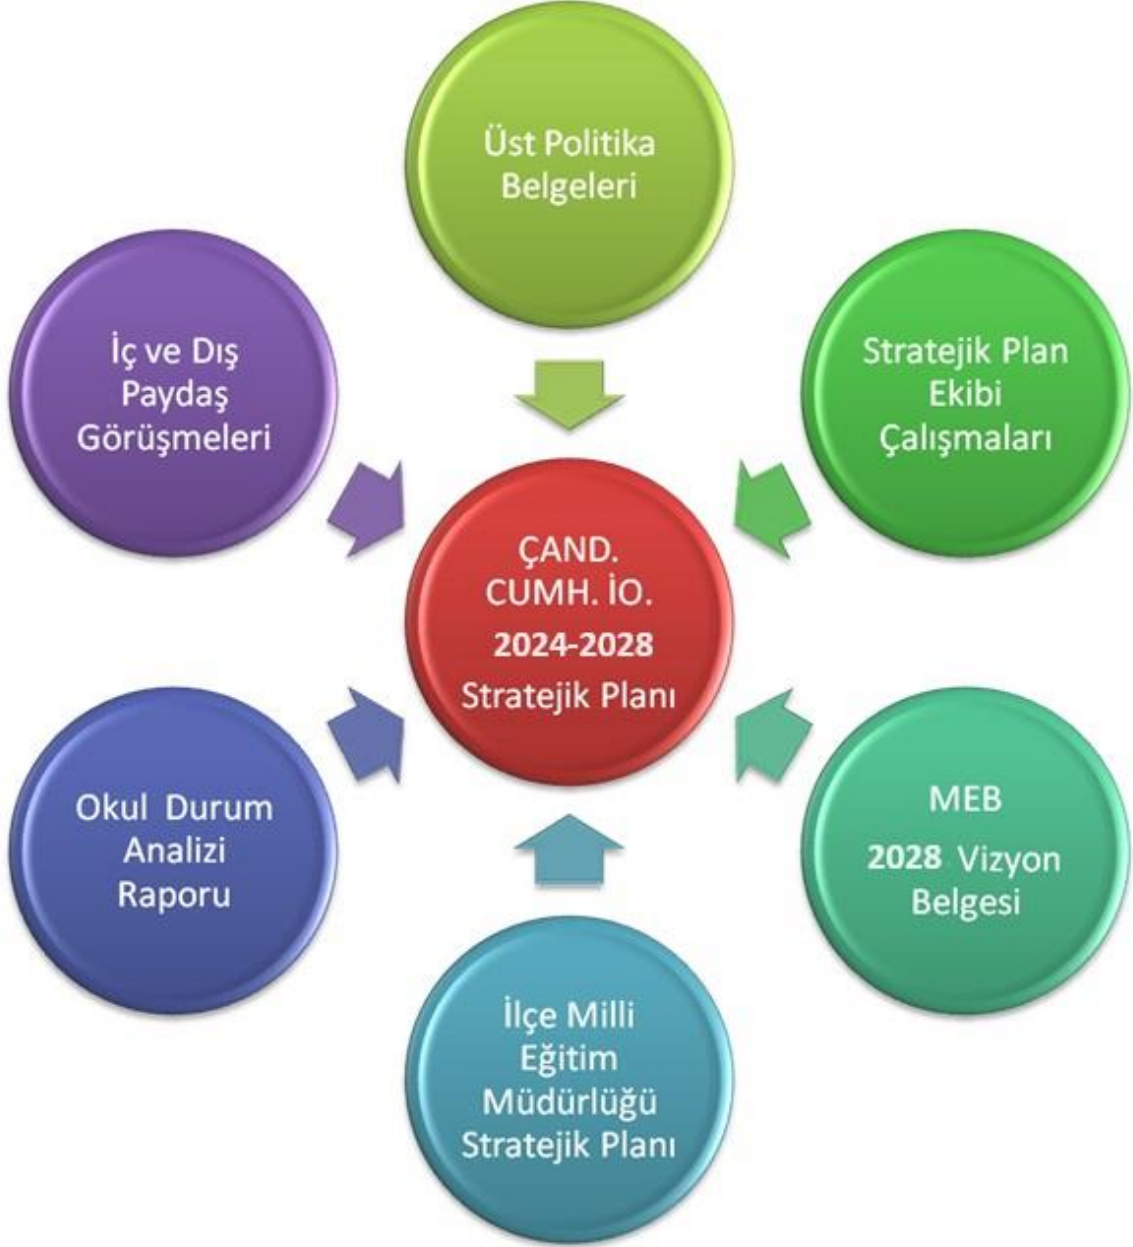 Üst Politika
Belgeleri
İç ve Dış
Paydaş
Görüşmeleri
Stratejik Plan
Ekibi
Çalışmaları
ÇAND.
CUMH. İO.
2024-2028
Stratejik Planı
Okul Durum
Analizi
Raporu
MEB
2028 Vizyon
Belgesi
İlçe Milli
Eğitim
Müdürlüğü
Stratejik Planı